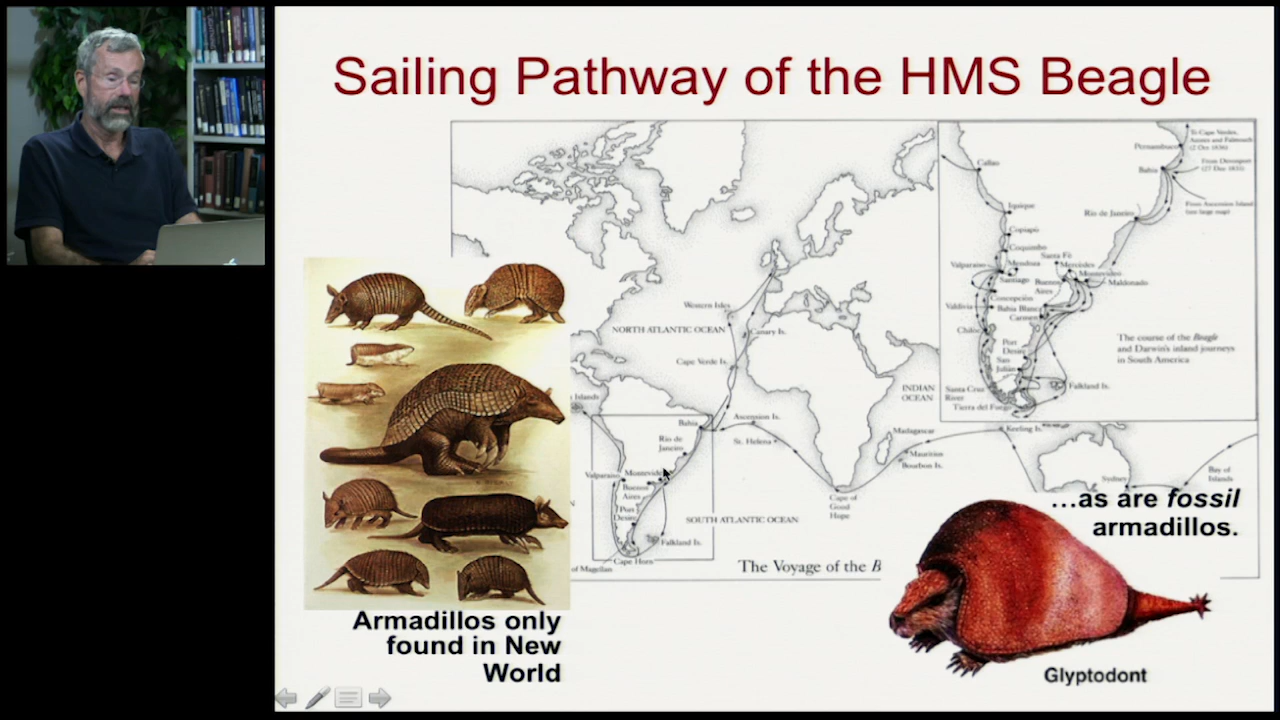 Sailing Pathway of the HMS Beagle
To Cape Verdes,
Azores and Falmouth
(2 Oct 1836)
Pernambuco
From Devonport
(27 Dec 1831)
Callao
Bahia
From Ascension Island
(see large map)
Iquique
Rio de Janeiro
Copiapó
Coquimbo
Santa Fé
Valparaiso
Mendoza
Mercedes
Montevideo
Santiago
Buenos
Aires
Maldonado
Concepción
Valdivia
Bahia Blanca
Carmen
Chiloé
Port
Desire
San
Julián
The course of the Beagle
and Darwin's inland journeys
in South America
Santa Cruz
River
Falkland Is.
Tierra del Fuego
Western Isles
NORTH ATLANTIC OCEAN
Canary Is.
Cape Verde Is.
INDIAN
OCEAN
Islands
Ascension Is.
Bahia
St. Helena
Rio de
Janeiro
Madagascar
Mauritius
Bourbon Is.
Keeling Is.
Valparaiso
Montevideo
Buenos
Aires
Port
Desire
Cape of
Good
Hope
Sydney
Bay of
Islands
SOUTH ATLANTIC OCEAN
Falkland Is.
Cape Horn
of Magellan
The Voyage of the B
...as are fossil
armadillos.
Armadillos only
found in New
World
Glyptodont